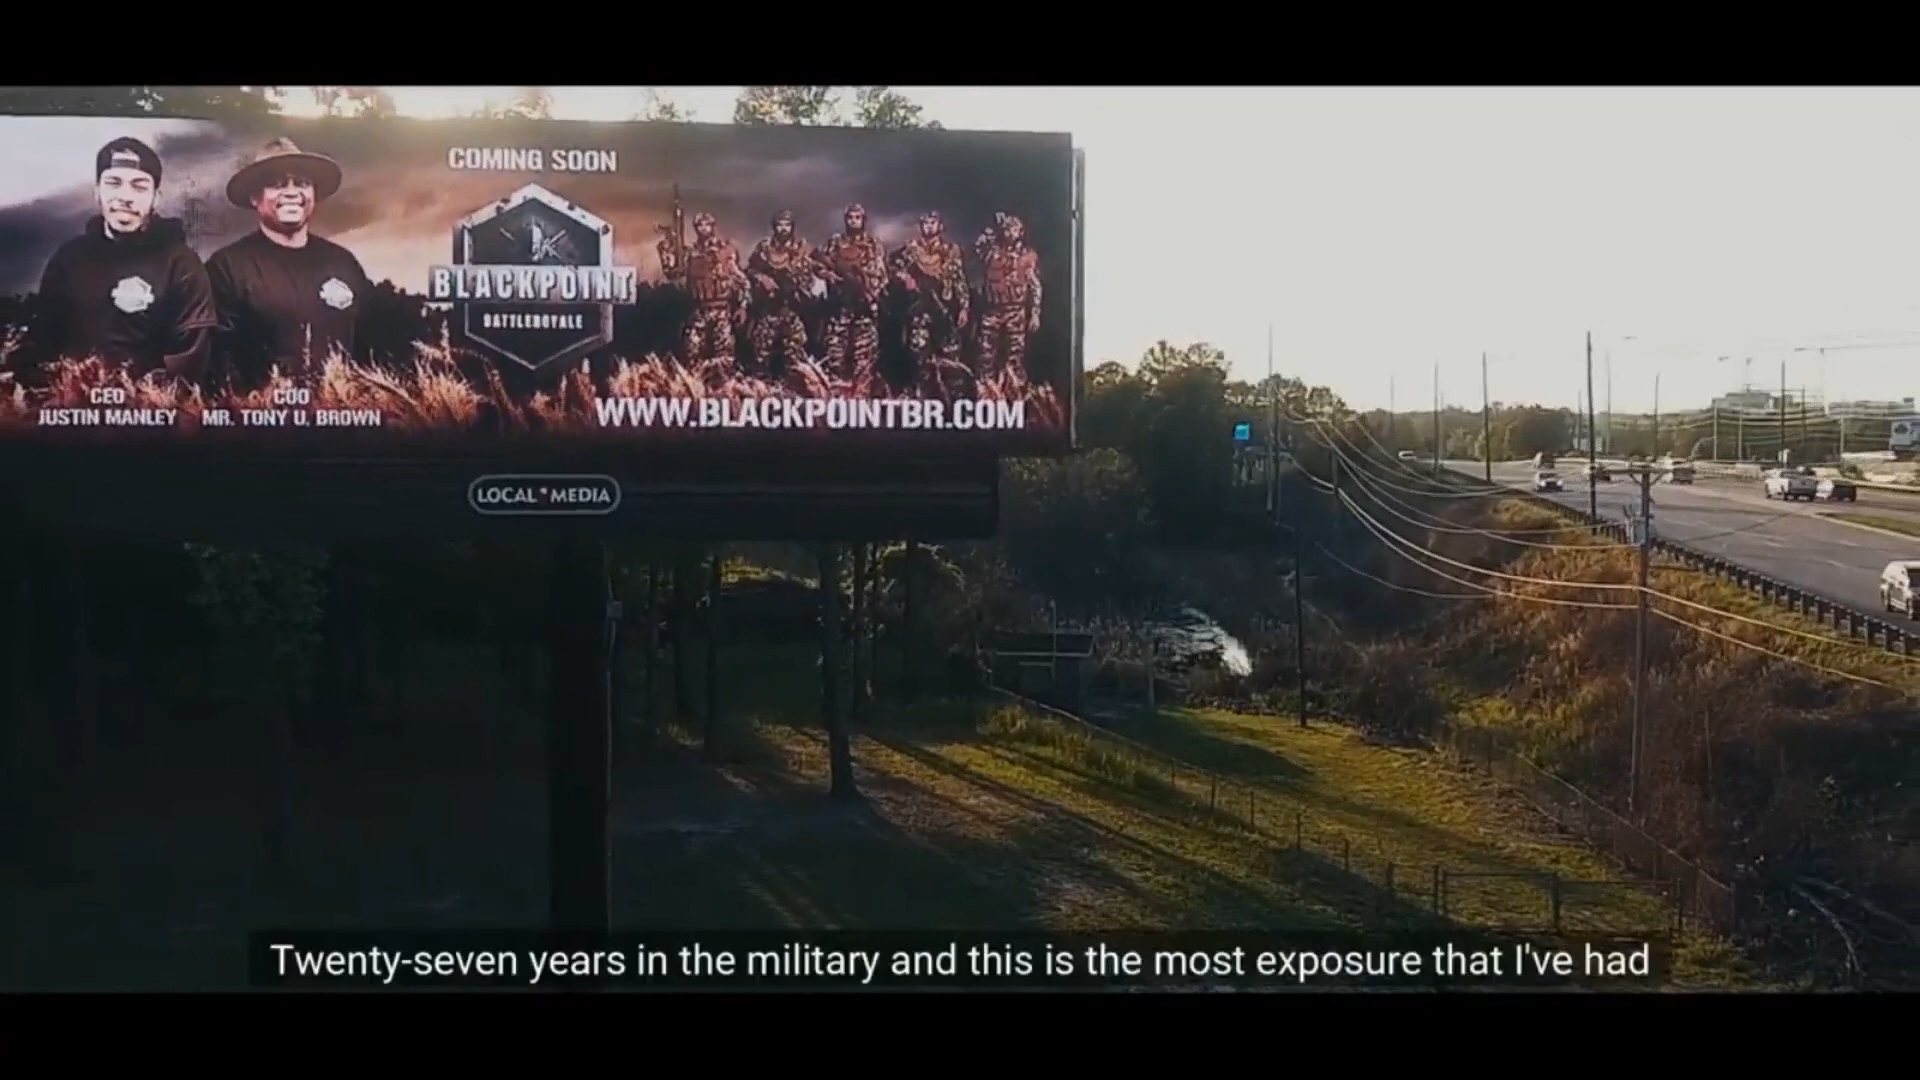 COMING SOON
BLACKPOINT
BATTLEROYALE
CEO
JUSTIN MANLEY
COO
MR. TONY U. BROWN
WWW.BLACKPOINTBR.COM
LOCAL MEDIA
Twenty-seven years in the military and this is the most exposure that I've had